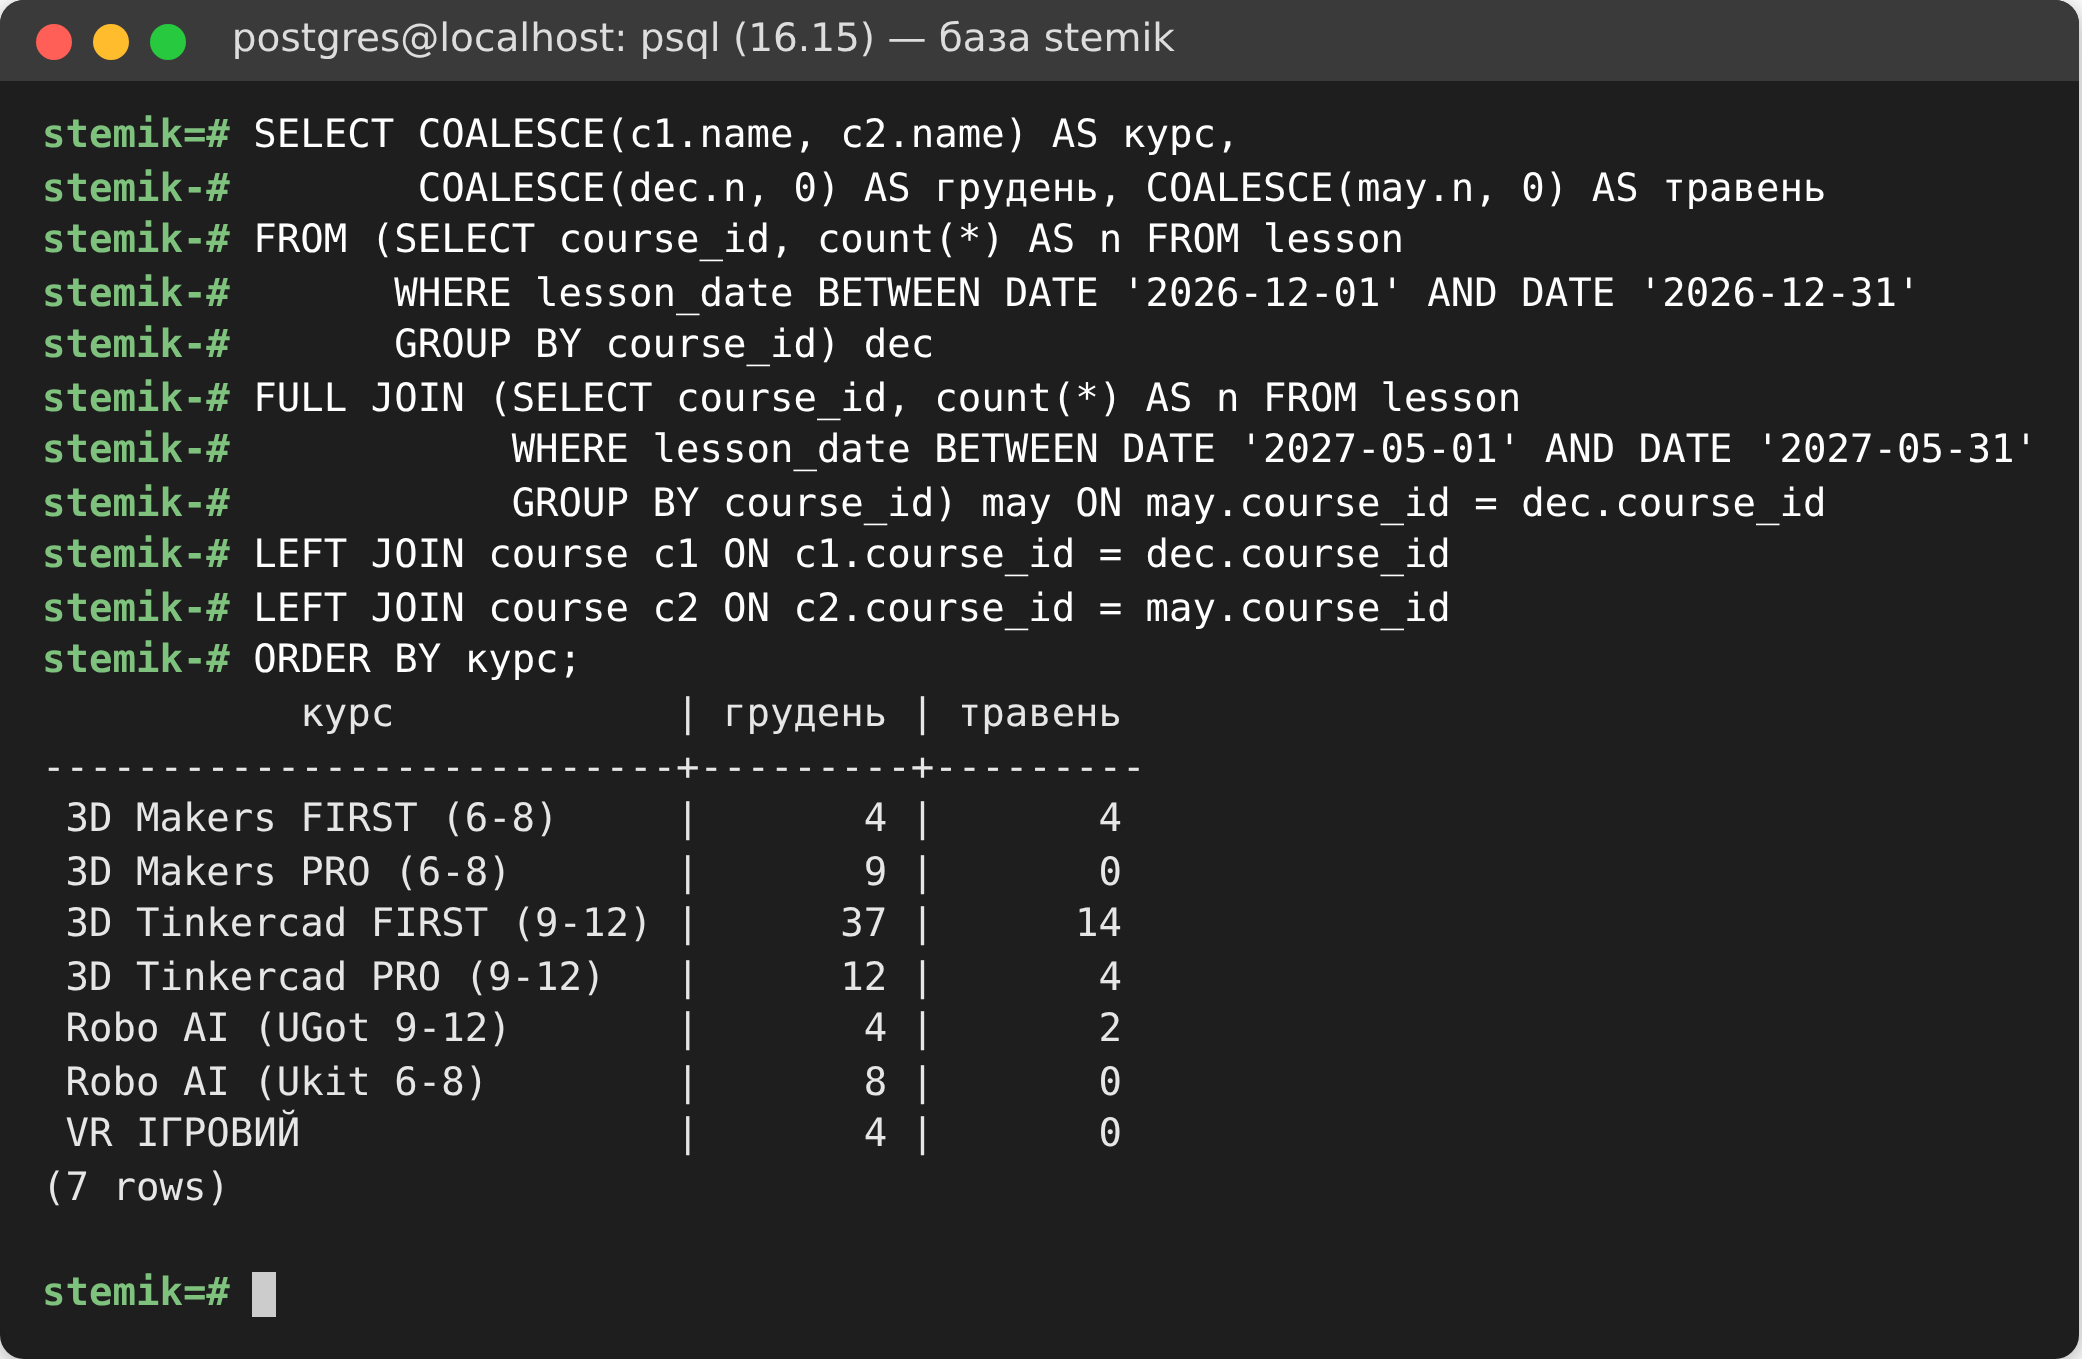 postgres@localhost: psql (16.15) — база stemik
stemik=# SELECT COALESCE(c1.name, c2.name) AS курс,
stemik-#        COALESCE(dec.n, 0) AS грудень, COALESCE(may.n, 0) AS травень
stemik-# FROM (SELECT course_id, count(*) AS n FROM lesson
stemik-#       WHERE lesson_date BETWEEN DATE '2026-12-01' AND DATE '2026-12-31'
stemik-#       GROUP BY course_id) dec
stemik-# FULL JOIN (SELECT course_id, count(*) AS n FROM lesson
stemik-#            WHERE lesson_date BETWEEN DATE '2027-05-01' AND DATE '2027-05-31'
stemik-#            GROUP BY course_id) may ON may.course_id = dec.course_id
stemik-# LEFT JOIN course c1 ON c1.course_id = dec.course_id
stemik-# LEFT JOIN course c2 ON c2.course_id = may.course_id
stemik-# ORDER BY курс;
           курс            | грудень | травень
---------------------------+---------+---------
 3D Makers FIRST (6-8)     |       4 |       4
 3D Makers PRO (6-8)       |       9 |       0
 3D Tinkercad FIRST (9-12) |      37 |      14
 3D Tinkercad PRO (9-12)   |      12 |       4
 Robo AI (UGot 9-12)       |       4 |       2
 Robo AI (Ukit 6-8)        |       8 |       0
 VR ІГРОВИЙ                |       4 |       0
(7 rows)
stemik=#